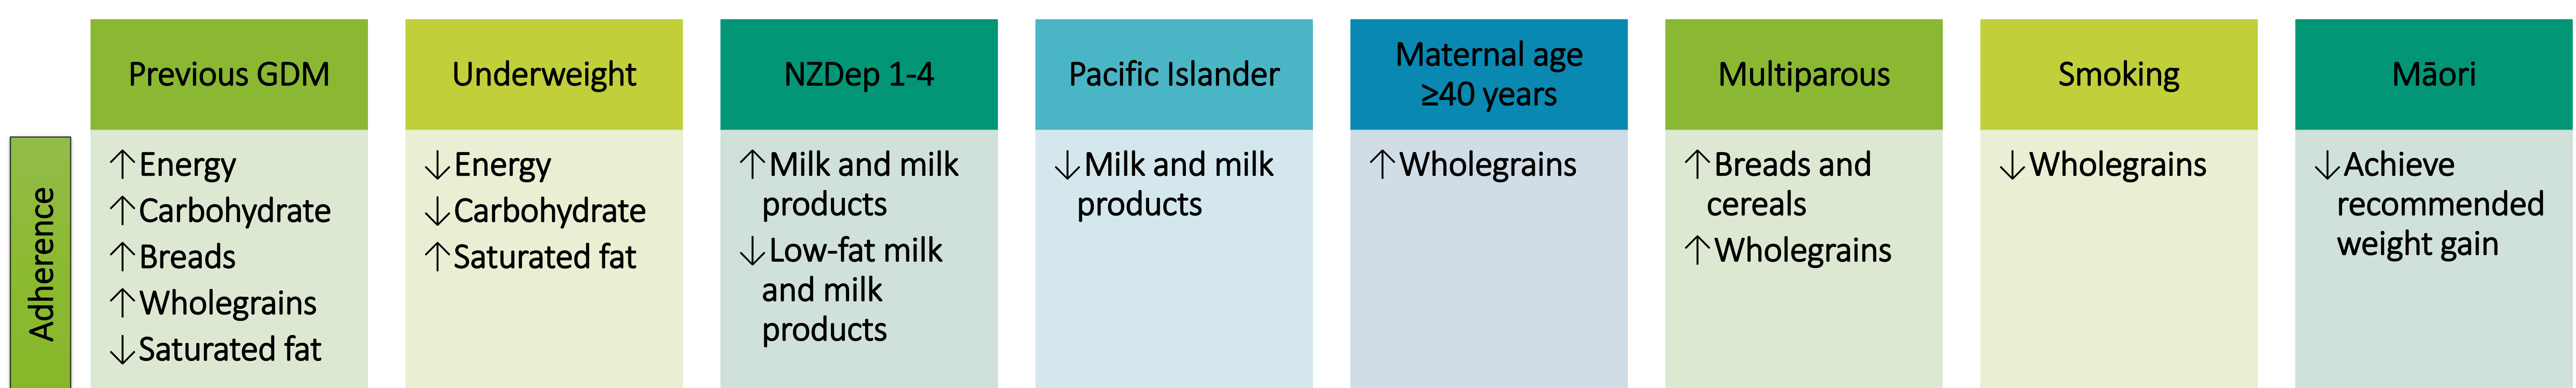 Adherence
Previous GDM
↑Energy
↑Carbohydrate
↑Breads
↑Wholegrains
↓Saturated fat
Underweight
↓Energy
↓Carbohydrate
↑Saturated fat
NZDep 1-4
↑Milk and milk
products
↓Low-fat milk
and milk
products
Pacific Islander
↓Milk and milk
products
Maternal age
≥40 years
↑Wholegrains
Multiparous
↑Breads and
cereals
↑Wholegrains
Smoking
↓Wholegrains
Māori
↓Achieve
recommended
weight gain